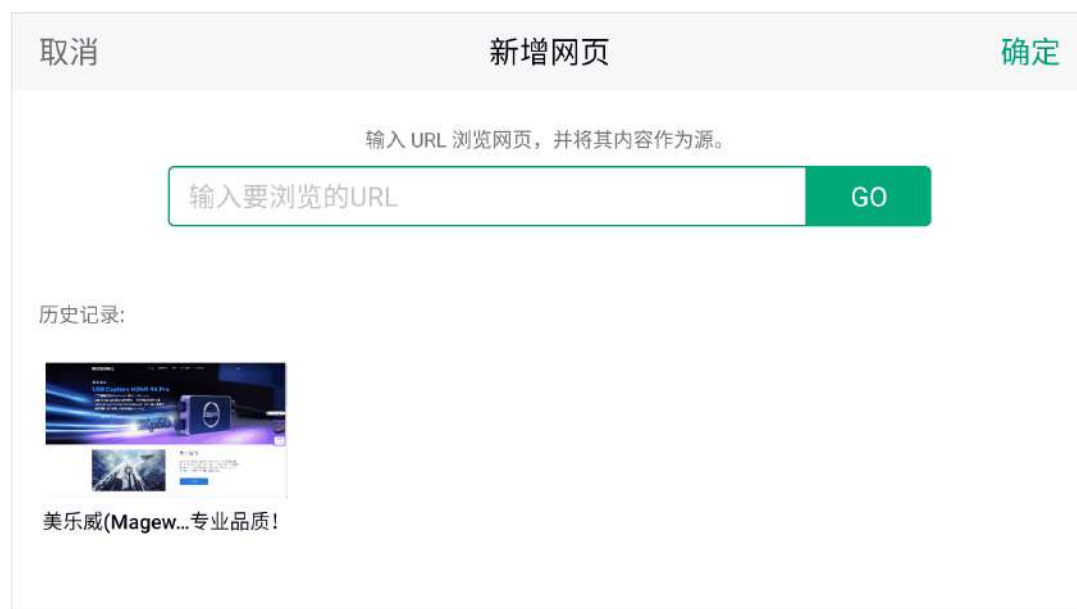 取消
新增网页
确定
输入 URL 浏览网页，并将其内容作为源。
输入要浏览的URL
GO
历史记录:
USB Capture HDMI 4K Pro
美乐威(Magew...专业品质!